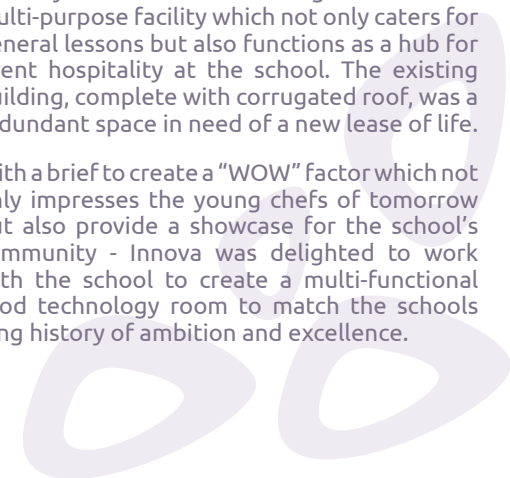 ulti-purpose facility which not only caters for
eneral lessons but also functions as a hub for
ent hospitality at the school. The existing
uilding, complete with corrugated roof, was a
dundant space in need of a new lease of life.
ith a brief to create a “WOW” factor which not
nly impresses the young chefs of tomorrow
ut also provide a showcase for the school’s
ommunity - Innova was delighted to work
th the school to create a multi-functional
od technology room to match the schools
ng history of ambition and excellence.